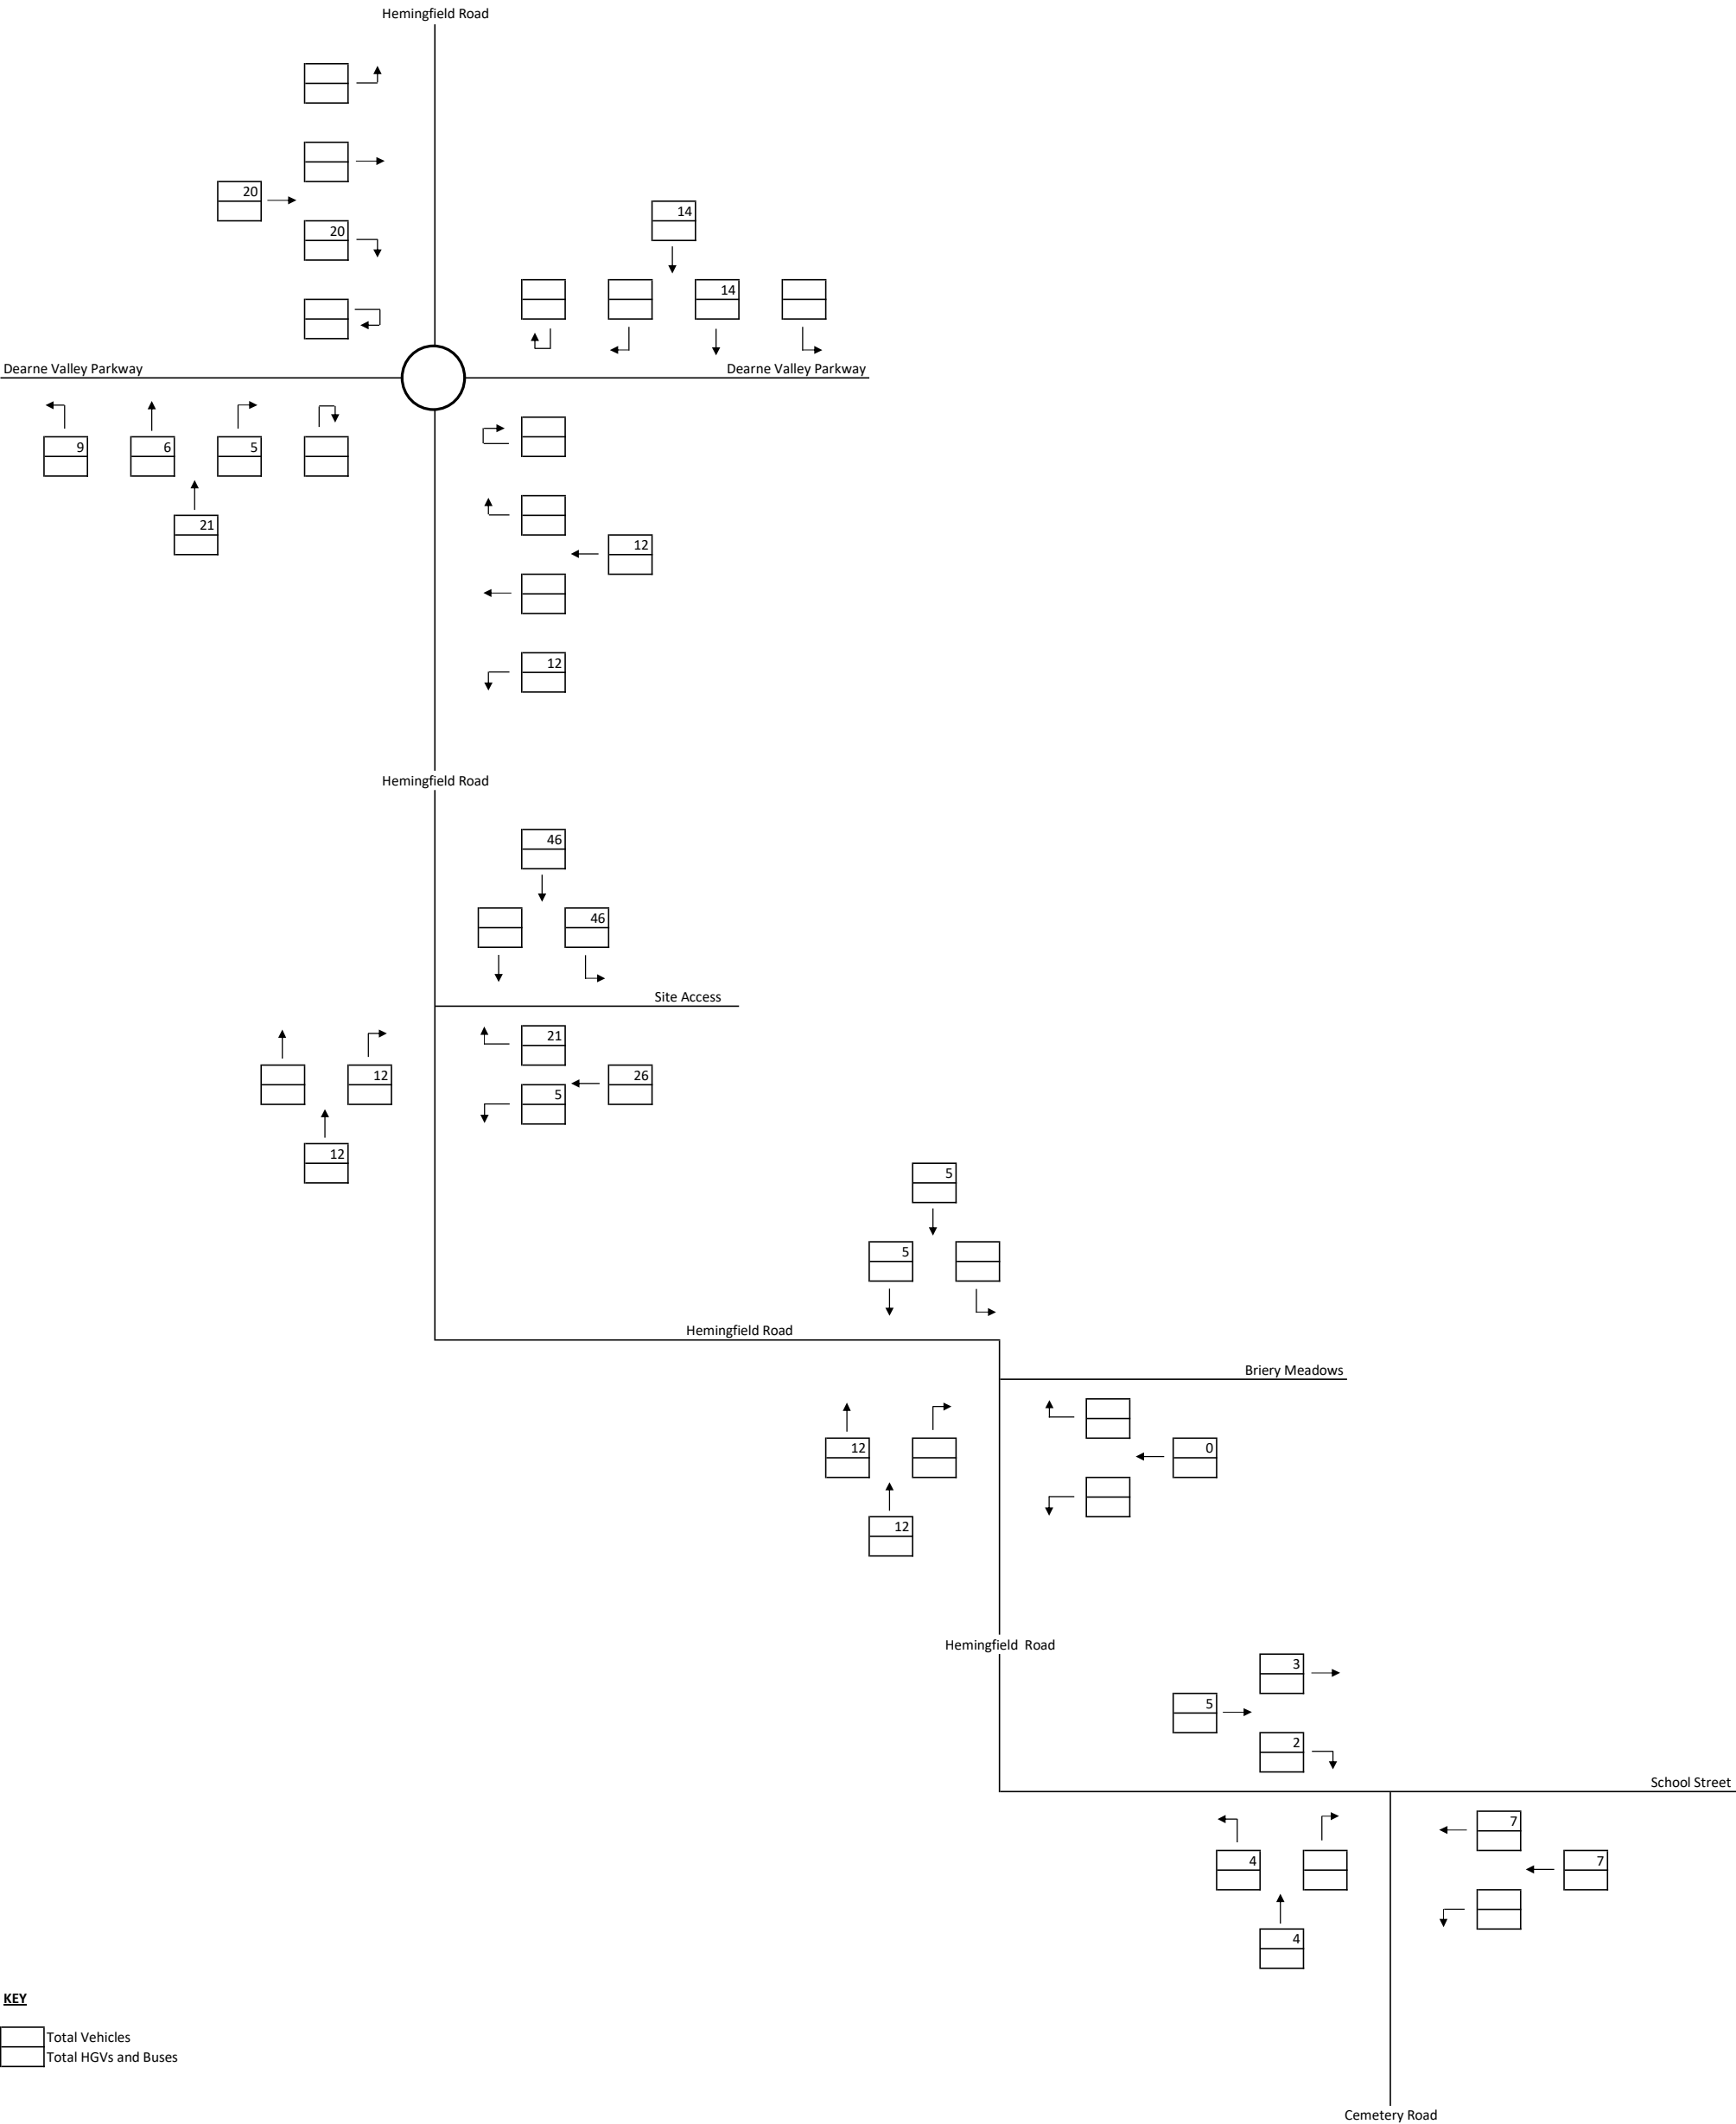 Hemingfield Road
20
14
20
14
Dearne Valley Parkway
Dearne Valley Parkway
9
6
5
21
12
12
Hemingfield Road
46
46
Site Access
21
12
26
5
12
5
5
Hemingfield Road
Briery Meadows
12
0
12
Hemingfield Road
3
5
2
School Street
7
4
7
4
KEY
Total Vehicles
Total HGVs and Buses
Cemetery Road